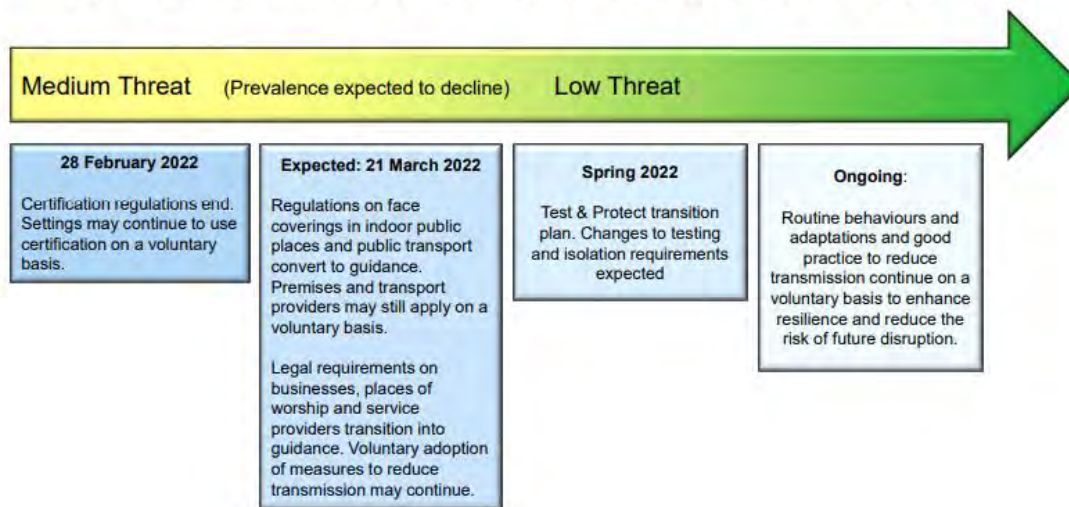 Medium Threat (Prevalence expected to decline) Low Threat
28 February 2022
Certification regulations end.
Settings may continue to use
certification on a voluntary
basis.
Expected: 21 March 2022
Regulations on face
coverings in indoor public
places and public transport
convert to guidance.
Premises and transport
providers may still apply on a
voluntary basis.
Legal requirements on
businesses, places of
worship and service
providers transition into
guidance. Voluntary adoption
of measures to reduce
transmission may continue.
Spring 2022
Test & Protect transition
plan. Changes to testing
and isolation requirements
expected
Ongoing:
Routine behaviours and
adaptations and good
practice to reduce
transmission continue on a
voluntary basis to enhance
resilience and reduce the
risk of future disruption.